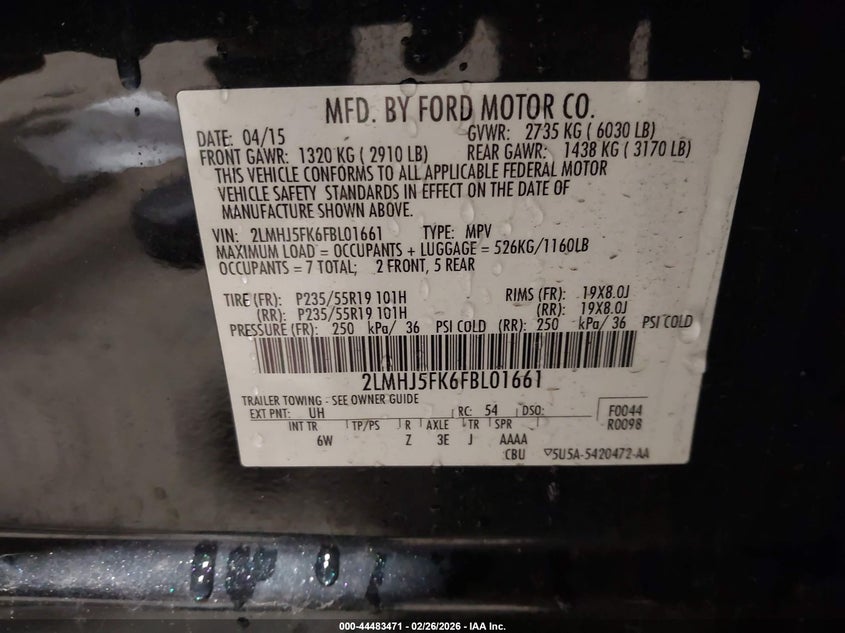 MFD. BY FORD MOTOR CO.
DATE: 04/15 GVWR: 2735 KG ( 6030 LB)
FRONT GAWR: 1320 KG ( 2910 LB) REAR GAWR: 1438 KG ( 3170 LB)
THIS VEHICLE CONFORMS TO ALL APPLICABLE FEDERAL MOTOR
VEHICLE SAFETY STANDARDS IN EFFECT ON THE DATE OF
MANUFACTURE SHOWN ABOVE.
VIN: 2LMHJ5FK6FBL01661 TYPE: MPV
MAXIMUM LOAD = OCCUPANTS + LUGGAGE = 526KG/1160LB
OCCUPANTS = 7 TOTAL; 2 FRONT, 5 REAR
TIRE (FR): P235/55R19 101H RIMS (FR): 19X8.0J
(RR): P235/55R19 101H (RR): 19X8.0J
PRESSURE (FR): 250 kPa/ 36 PSI COLD (RR): 250 kPa/ 36 PSI COLD
2LMHJ5FK6FBL01661
TRAILER TOWING - SEE OWNER GUIDE
EXT PNT: UH RC: 54 DSO: F0044
INT TR TP/PS R AXLE TR SPR R0098
6W Z 3E J AAAA
CBU ▽5U5A-5420472-AA
000-44483471 - 02/26/2026 - IAA Inc.